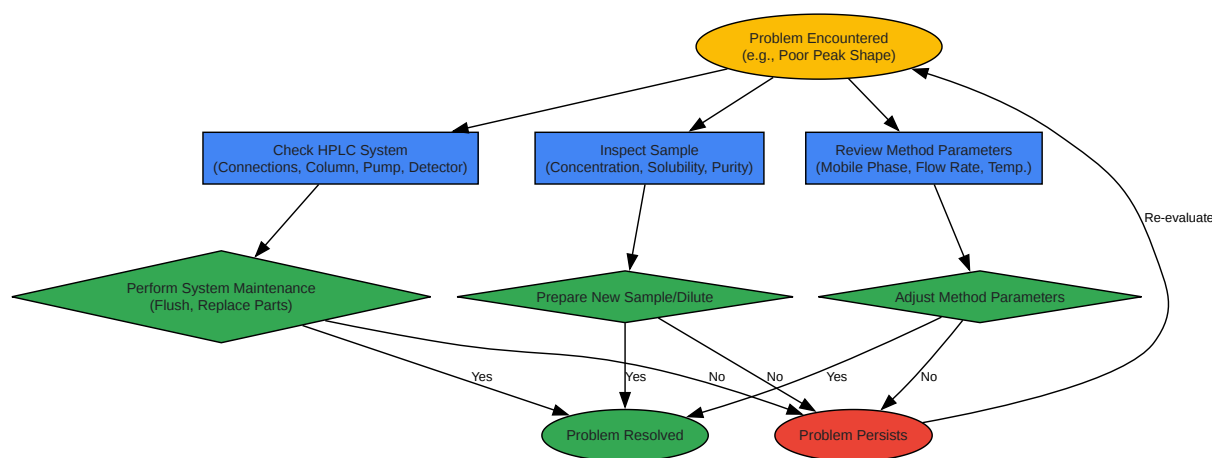 Problem Encountered
(e.g., Poor Peak Shape)
Check HPLC System
(Connections, Column, Pump, Detector)
Inspect Sample
(Concentration, Solubility, Purity)
Review Method Parameters
(Mobile Phase, Flow Rate, Temp.)
Re-evaluate
Perform System Maintenance
(Flush, Replace Parts)
Prepare New Sample/Dilute
Adjust Method Parameters
Yes
Yes
No
No
Yes
No
Problem Resolved
Problem Persists